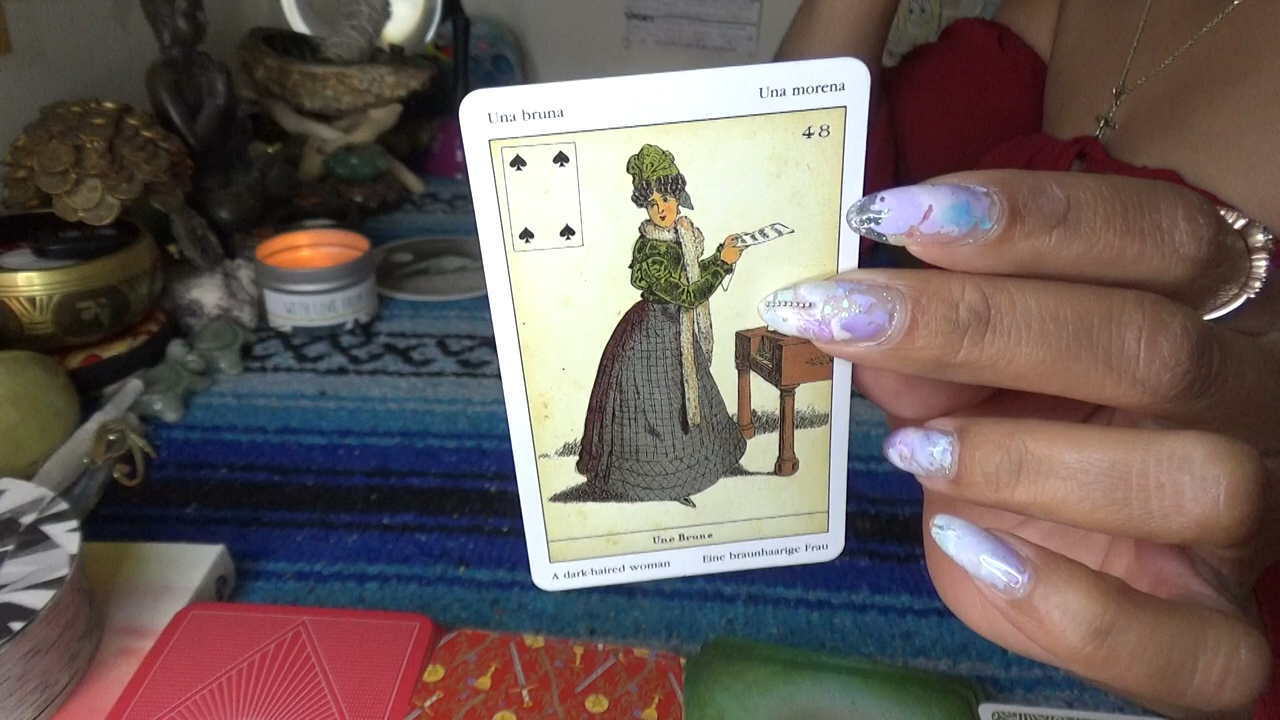 Una bruna
Una morena
48
Une Brune
A dark-haired woman
Eine braunhaarige Frau